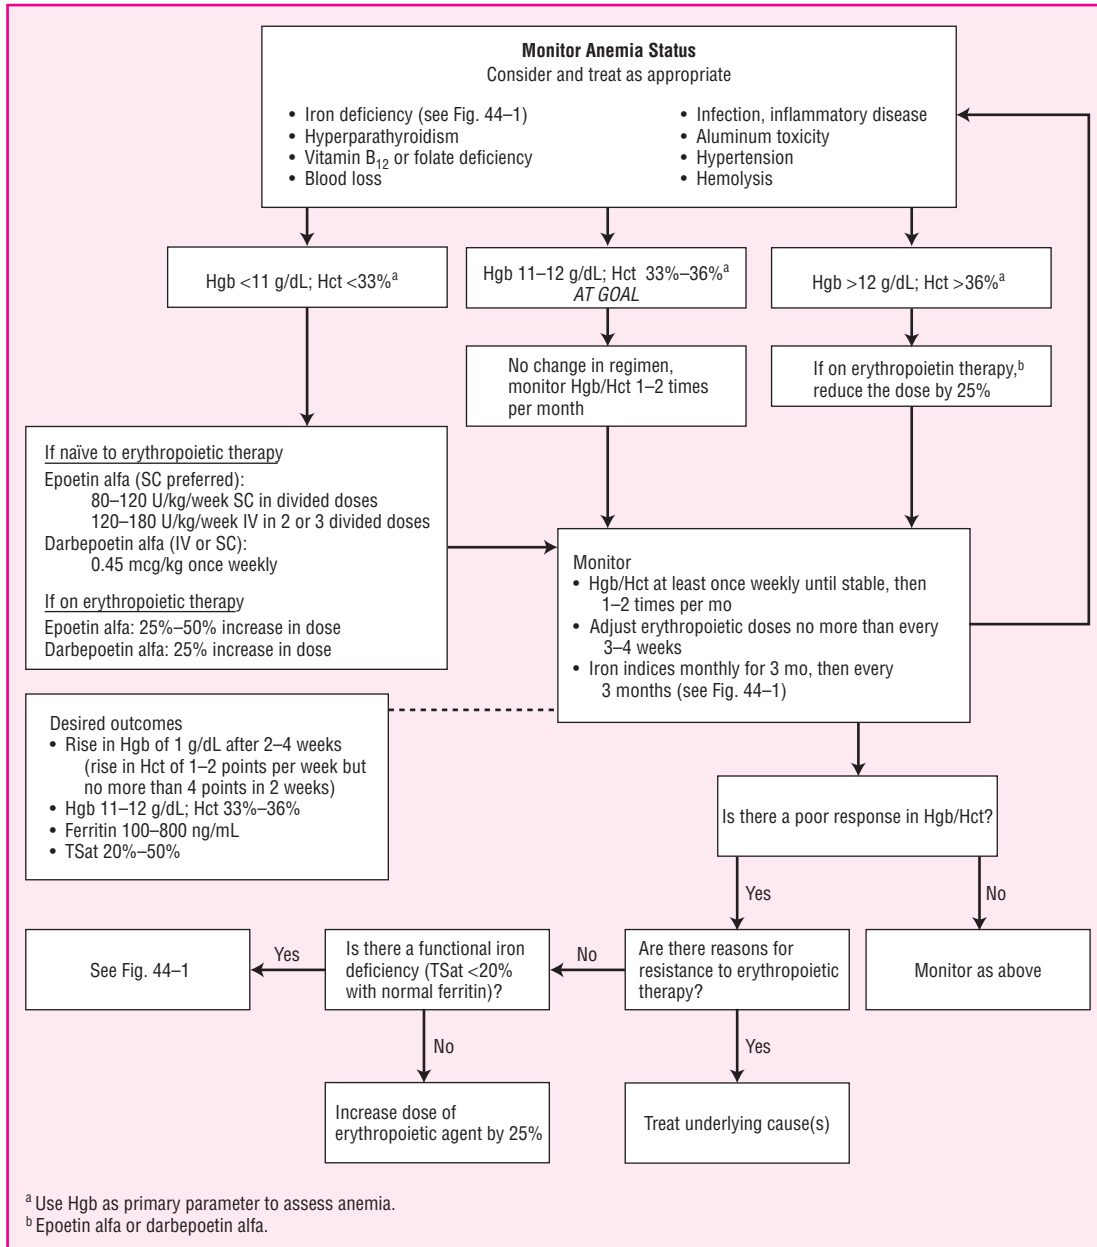 Monitor Anemia Status
Consider and treat as appropriate
• Iron deficiency (see Fig. 44–1)
• Hyperparathyroidism
• Vitamin B12 or folate deficiency
• Blood loss
• Infection, inflammatory disease
• Aluminum toxicity
• Hypertension
• Hemolysis
Hgb <11 g/dL; Hct <33%a
Hgb 11–12 g/dL; Hct 33%–36%a
AT GOAL
Hgb >12 g/dL; Hct >36%a
No change in regimen,
monitor Hgb/Hct 1–2 times
per month
If on erythropoietin therapy,b
reduce the dose by 25%
If naïve to erythropoietic therapy
Epoetin alfa (SC preferred):
80–120 U/kg/week SC in divided doses
120–180 U/kg/week IV in 2 or 3 divided doses
Darbepoetin alfa (IV or SC):
0.45 mcg/kg once weekly
If on erythropoietic therapy
Epoetin alfa: 25%–50% increase in dose
Darbepoetin alfa: 25% increase in dose
Monitor
• Hgb/Hct at least once weekly until stable, then
1–2 times per mo
• Adjust erythropoietic doses no more than every
3–4 weeks
• Iron indices monthly for 3 mo, then every
3 months (see Fig. 44–1)
Desired outcomes
• Rise in Hgb of 1 g/dL after 2–4 weeks
(rise in Hct of 1–2 points per week but
no more than 4 points in 2 weeks)
• Hgb 11–12 g/dL; Hct 33%–36%
• Ferritin 100–800 ng/mL
• TSat 20%–50%
Is there a poor response in Hgb/Hct?
Yes
No
See Fig. 44–1
Yes
Is there a functional iron
deficiency (TSat <20%
with normal ferritin)?
No
Are there reasons for
resistance to erythropoietic
therapy?
Monitor as above
No
Yes
Increase dose of
erythropoietic agent by 25%
Treat underlying cause(s)
a Use Hgb as primary parameter to assess anemia.
b Epoetin alfa or darbepoetin alfa.